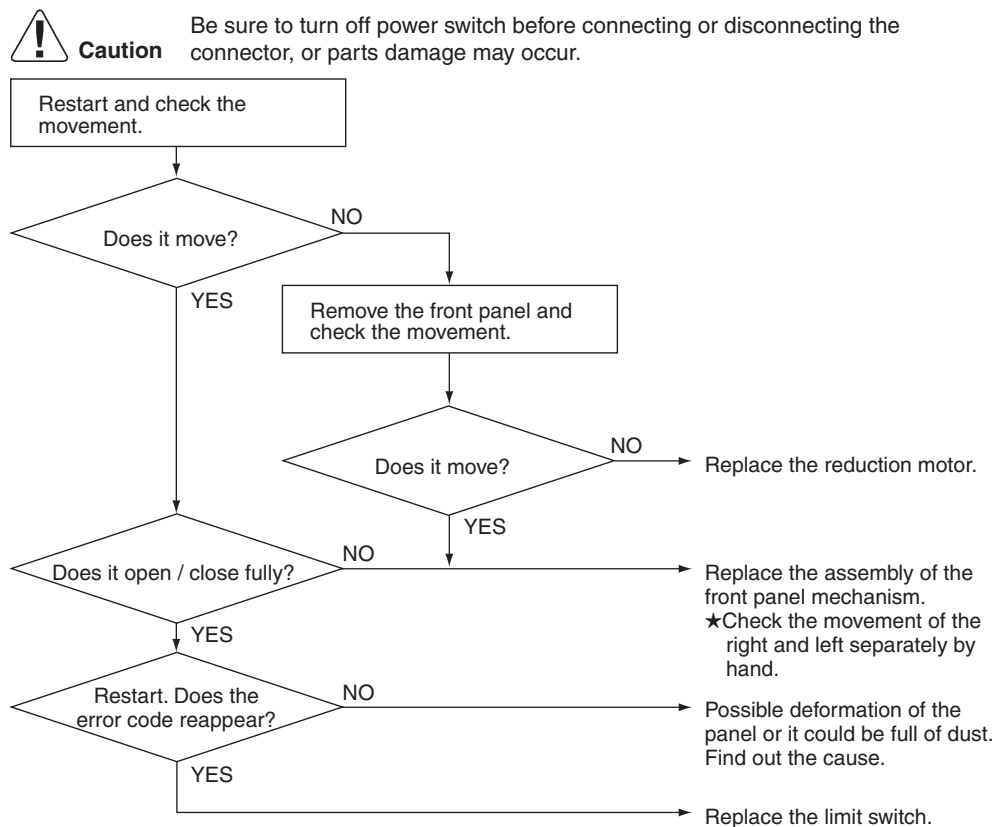 Be sure to turn off power switch before connecting or disconnecting the
Caution
connector, or parts damage may occur.
Restart and check the
movement.
Does it move?
NO
YES
Remove the front panel and
check the movement.
Does it move?
NO
Replace the reduction motor.
YES
Does it open / close fully?
NO
Replace the assembly of the
front panel mechanism.
★Check the movement of the
right and left separately by
hand.
YES
Restart. Does the
error code reappear?
NO
Possible deformation of the
panel or it could be full of dust.
Find out the cause.
YES
Replace the limit switch.